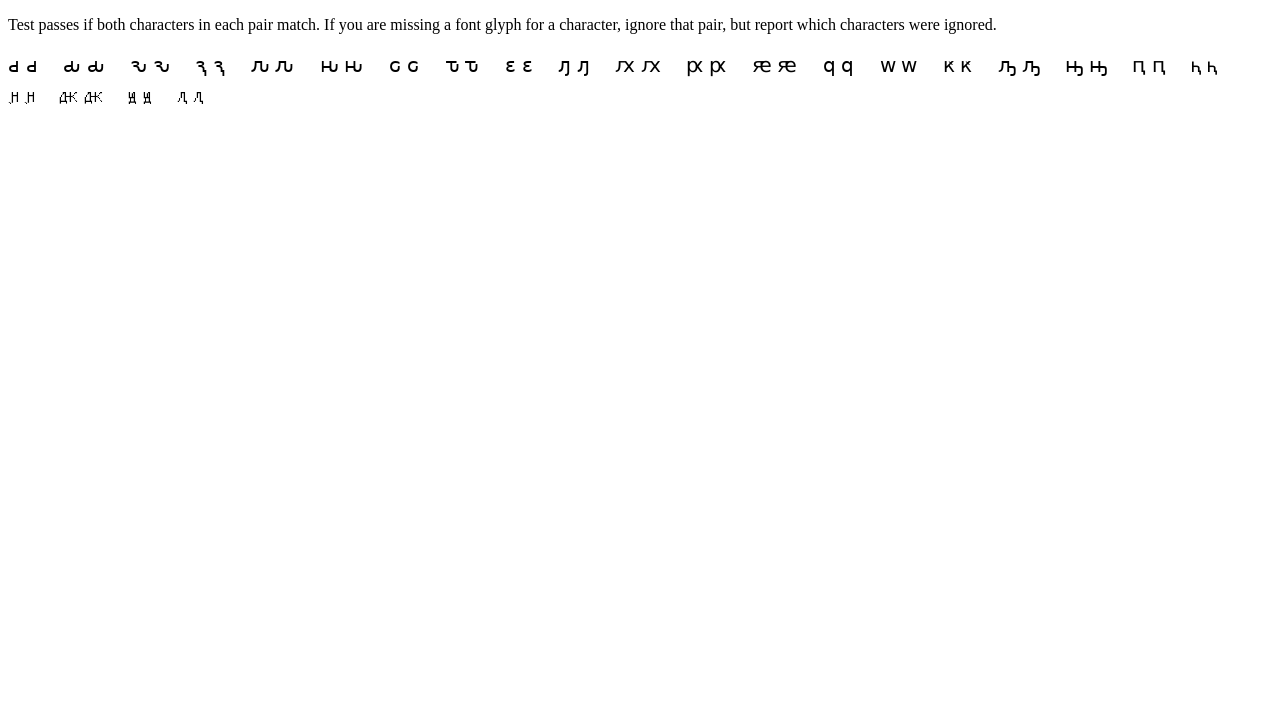 Test passes if both characters in each pair match. If you are missing a font glyph for a character, ignore that pair, but report which characters were ignored.
ԁ ԁ ԃ ԃ ԅ ԅ ԇ ԇ ԉ ԉ ԋ ԋ ԍ ԍ ԏ ԏ ԑ ԑ ԓ ԓ ԕ ԕ ԗ ԗ ԙ ԙ ԛ ԛ ԝ ԝ ԟ ԟ ԡ ԡ ԣ ԣ ԥ ԥ ԧ ԧ
ԩ ԩ ԫ ԫ ԭ ԭ ԯ ԯ